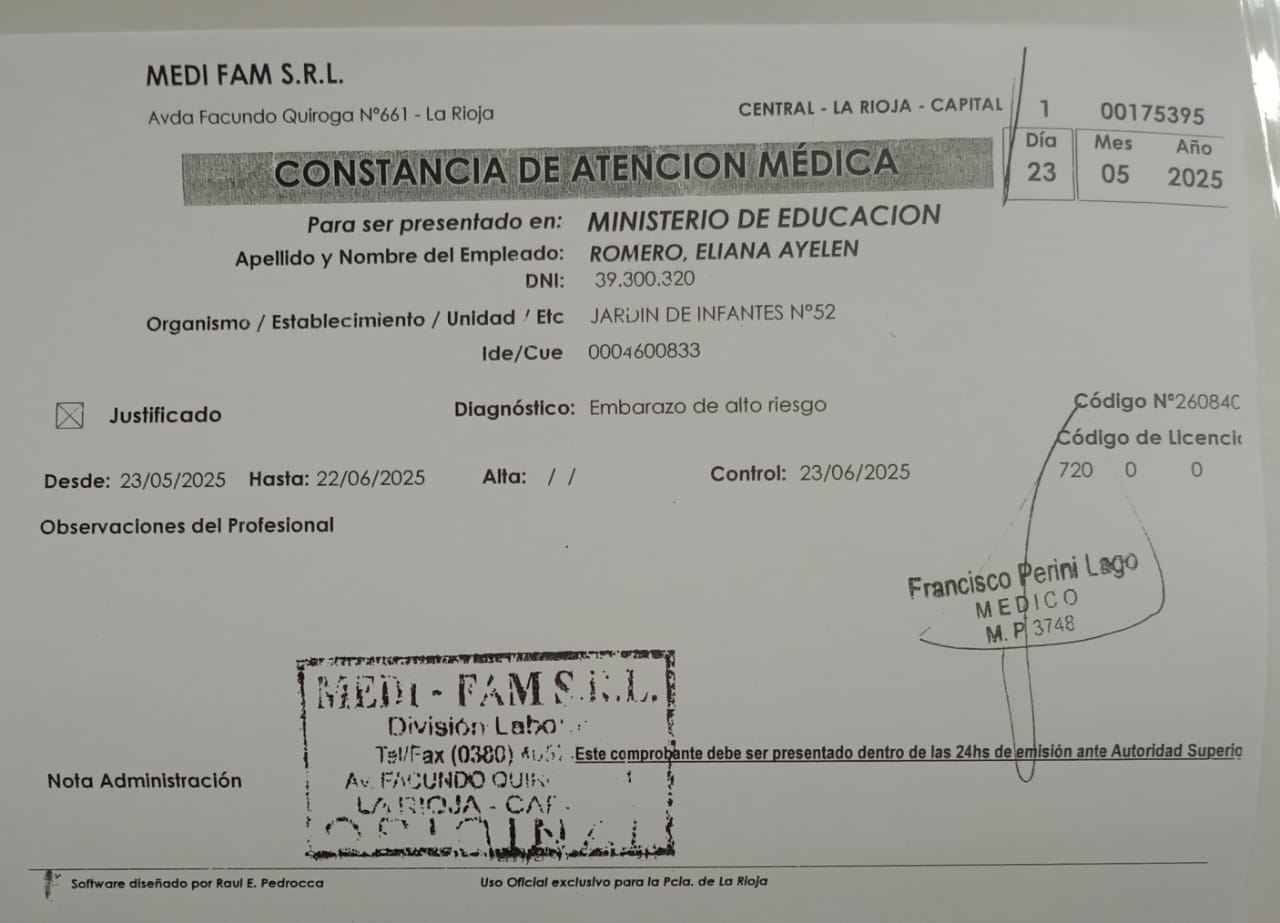 MEDI FAM S.R.L.
Avda Facundo Quiroga Nº661 - La Rioja
CENTRAL - LA RIOJA - CAPITAL 1 00175395
CONSTANCIA DE ATENCION MÉDICA
Día Mes Año
23 05 2025
Para ser presentado en: MINISTERIO DE EDUCACION
Apellido y Nombre del Empleado: ROMERO, ELIANA AYELEN
DNI: 39.300.320
Organismo / Establecimiento / Unidad / Etc JARDIN DE INFANTES Nº52
Ide/Cue 0004600833
Justificado
Diagnóstico: Embarazo de alto riesgo
Código Nº26084
Código de Licenci
720 0 0
Desde: 23/05/2025 Hasta: 22/06/2025 Alta: / / Control: 23/06/2025
Observaciones del Profesional
Francisco Perini Lago
MEDICO
M. P 3748
MEDI - FAM S.R.L.
División Labo
Tel/Fax (0380)
Este comprobante debe ser presentado dentro de las 24hs de emisión ante Autoridad Superio
Nota Administración
Av. FACUNDO QUIR
LA RIOJA - CAP.
ORIGINAL
Software diseñado por Raul E. Pedrocca
Uso Oficial exclusivo para la Pcia. de La Rioja